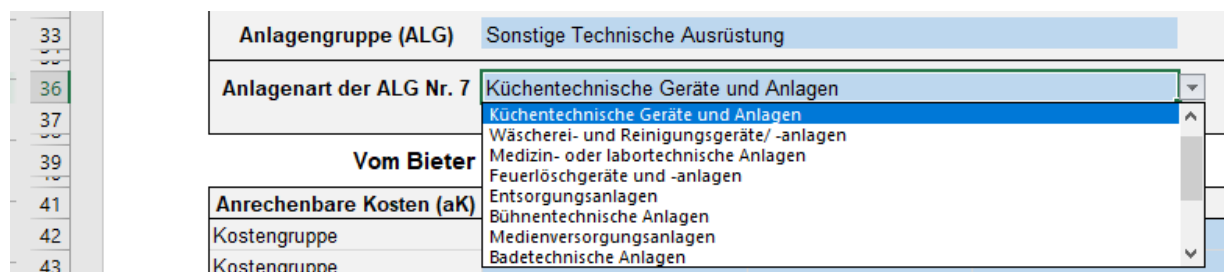 33 Anlagengruppe (ALG) Sonstige Technische Ausrüstung
36 Anlagenart der ALG Nr. 7 Küchentechnische Geräte und Anlagen
Küchentechnische Geräte und Anlagen
37
Wäscherei- und Reinigungsgeräte/ -anlagen
39 Vom Bieter Medizin- oder labortechnische Anlagen
Feuerlöschgeräte und -anlagen
41 Anrechenbare Kosten (aK) Entsorgungsanlagen
Bühnentechnische Anlagen
42 Kostengruppe Medienversorgungsanlagen
43 Kostengruppe Badetechnische Anlagen